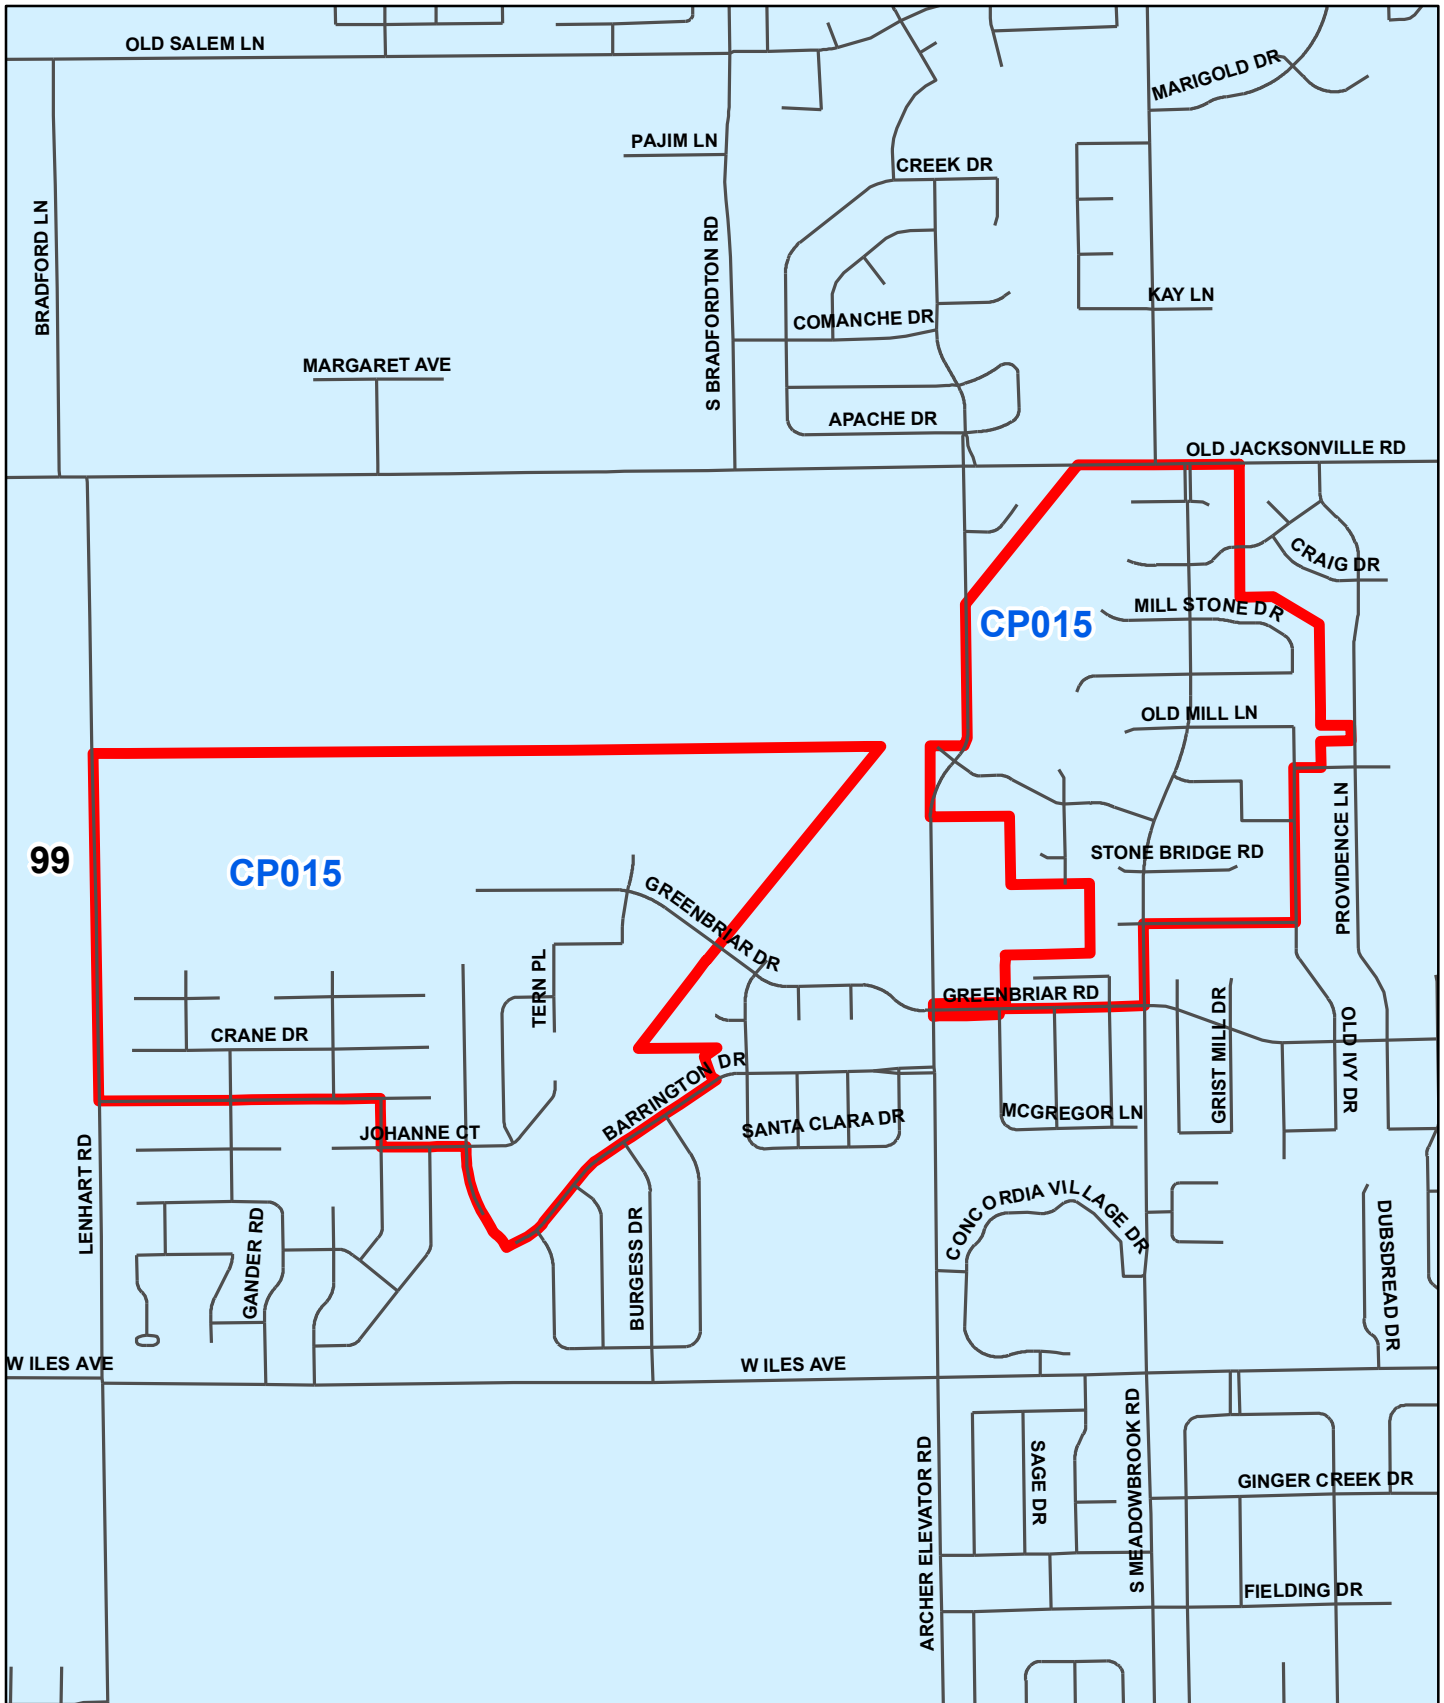 OLD SALEM LN
MARIGOLD DR
PAJIM LN
CREEK DR
BRADFORD LN
S BRADFORDTON RD
KAY LN
COMANCHE DR
MARGARET AVE
APACHE DR
OLD JACKSONVILLE RD
CRAIG DR
MILL STONE DR
CP015
OLD MILL LN
99
CP015
STONE BRIDGE RD
PROVIDENCE LN
GREENBRIAR DR
TERN PL
GREENBRIAR RD
CRANE DR
GRIST MILL DR
OLD IVY DR
BARRINGTON DR
MCGREGOR LN
SANTA CLARA DR
JOHANNE CT
LENHART RD
CONCORDIA VILLAGE DR
GANDER RD
BURGESS DR
DUBSDREAD DR
W ILES AVE
W ILES AVE
ARCHER ELEVATOR RD
SAGE DR
S MEADOWBROOK RD
GINGER CREEK DR
FIELDING DR